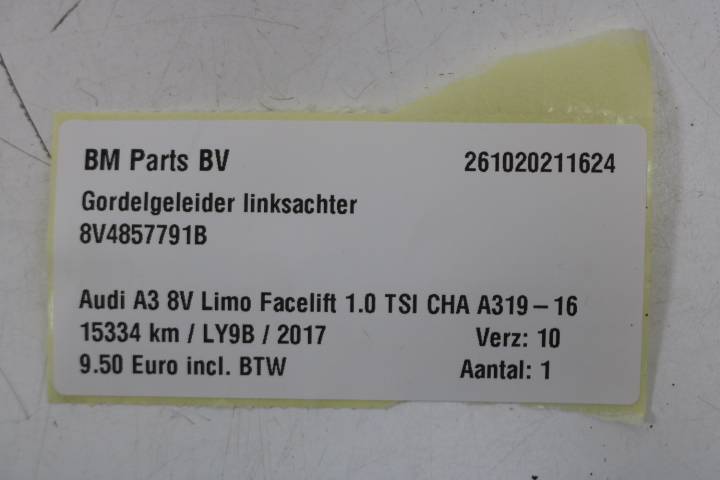 BM Parts BV 261020211624
Gordelgeleider linksachter
8V4857791B
Audi A3 8V Limo Facelift 1.0 TSI CHA A319 – 16
15334 km / LY9B / 2017 Verz: 10
9.50 Euro incl. BTW Aantal: 1